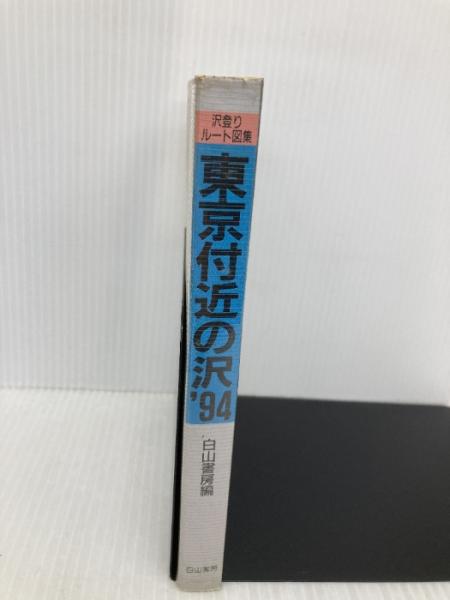 沢登り
ルート図集
東京付近の沢
'94
白山書房編
白山書房